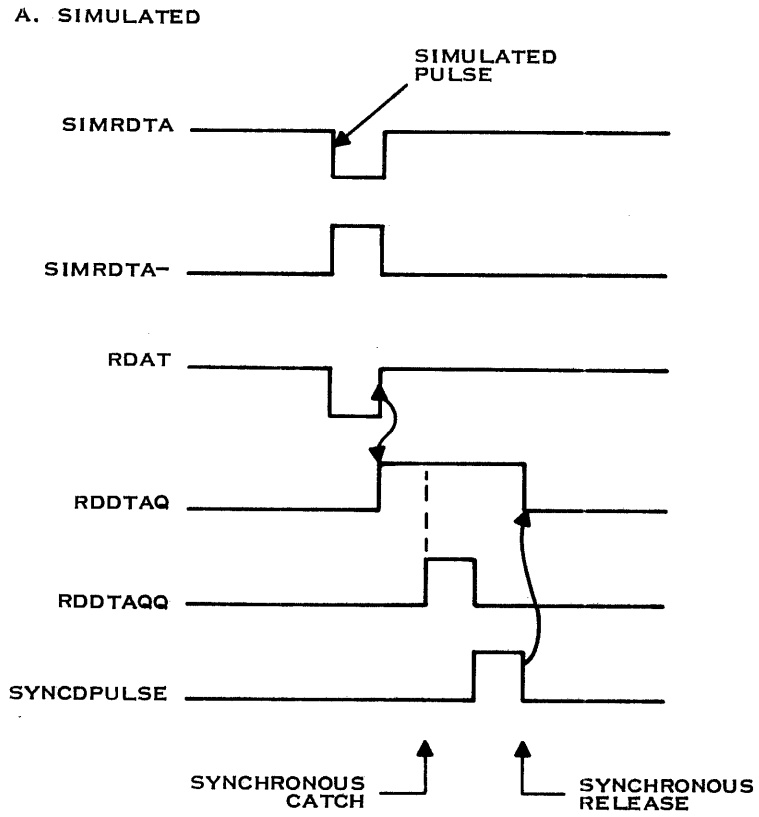 A. SIMULATED
SIMULATED
PULSE
SIMRDTA
SIMRDTA–
RDAT
RDDTAQ
RDDTAQQ
SYNCDPULSE
SYNCHRONOUS
CATCH
SYNCHRONOUS
RELEASE